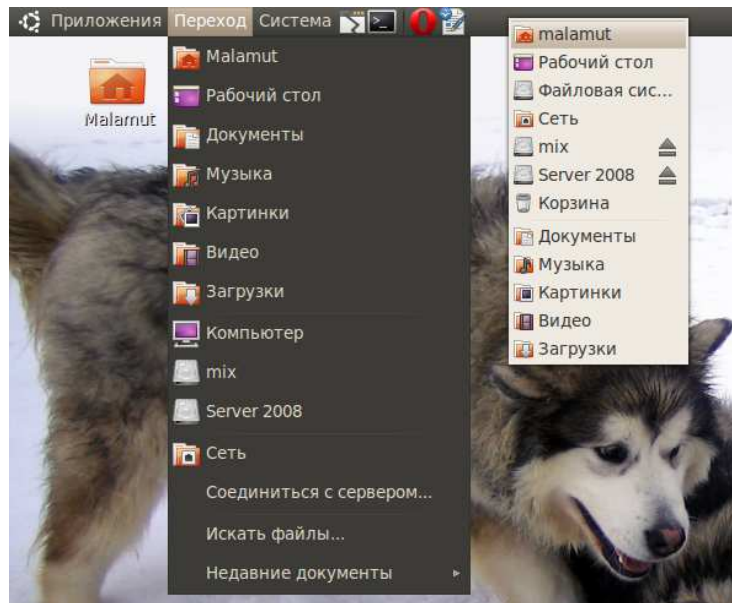 Приложения Переход Система
Malamut
Malamut
Рабочий стол
Документы
Музыка
Картинки
Видео
Загрузки
Компьютер
mix
Server 2008
Сеть
Соединиться с сервером...
Искать файлы...
Недавние документы
malamut
Рабочий стол
Файловая сис...
Сеть
mix
Server 2008
Корзина
Документы
Музыка
Картинки
Видео
Загрузки